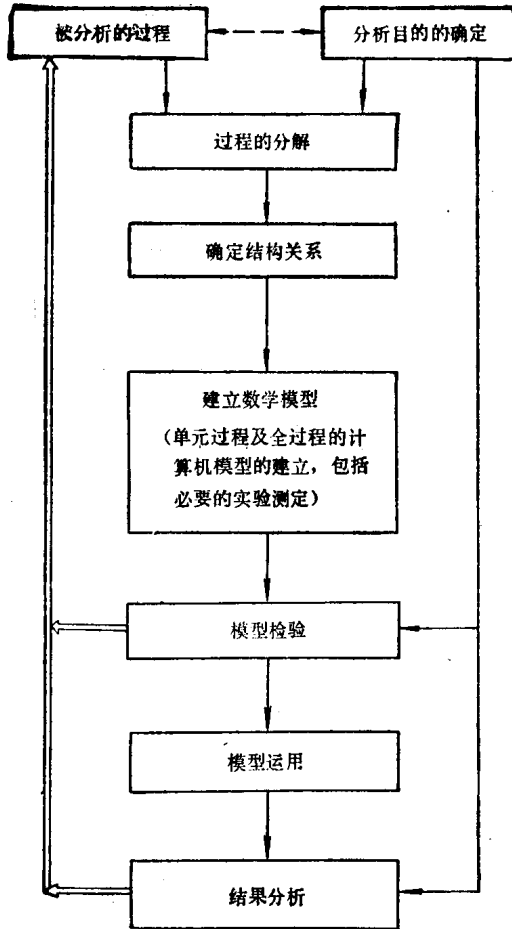 被分析的过程
分析目的的确定
过程的分解
确定结构关系
建立数学模型
（单元过程及全过程的计
算机模型的建立，包括
必要的实验测定）
模型检验
模型运用
结果分析